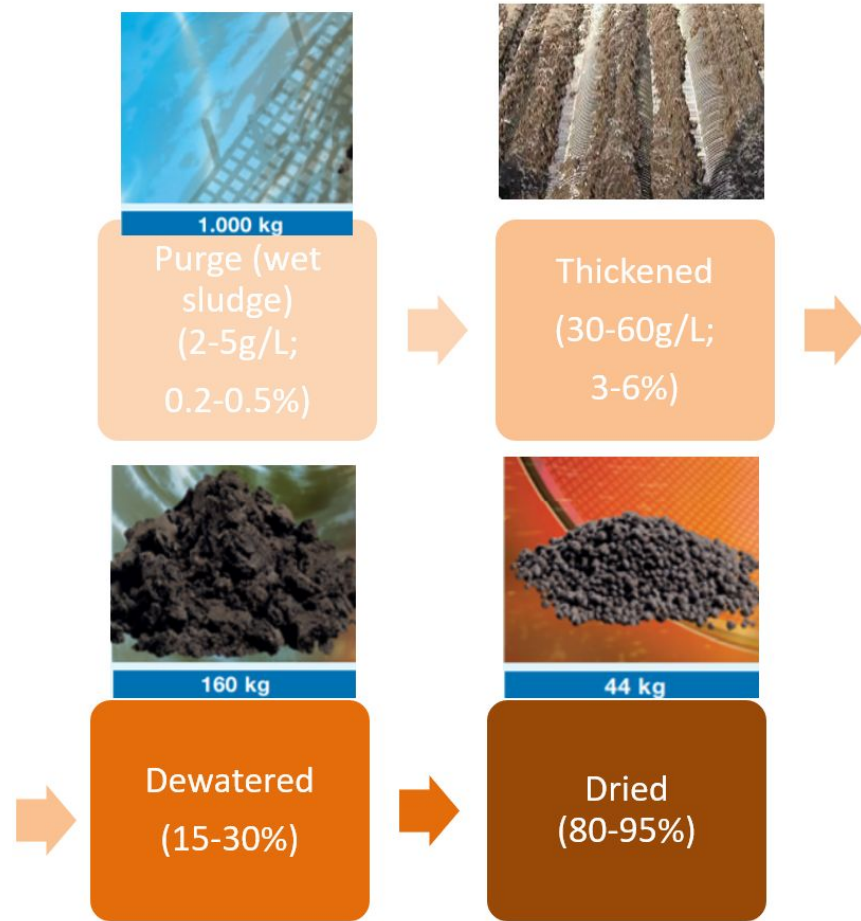 1.000 kg
Purge (wet
sludge)
(2-5g/L;
0.2-0.5%)
Thickened
(30-60g/L;
3-6%)
160 kg
Dewatered
(15-30%)
44 kg
Dried
(80-95%)